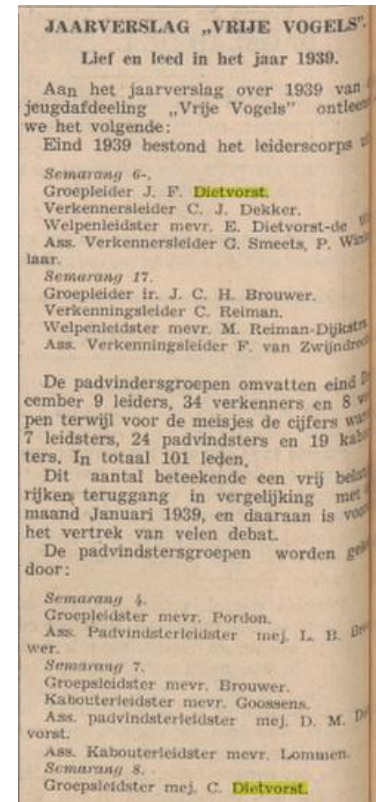 JAARVERSLAG „VRIJE VOGELS".
Lief en leed in het jaar 1939.
Aan het jaarverslag over 1939 van
jeugdafdeeling „Vrije Vogels" ontleen
we het volgende:
Eind 1939 bestond het leiderscorps
Semarang 6-.
Groepleider J. F. Dietvorst.
Verkennersleider C. J. Dekker.
Welpenleidster mevr. E. Dietvorst-de
Ass. Verkennersleider G. Smeets, P.
laar.
Semarang 17.
Groepleider ir. J. C. H. Brouwer.
Verkenningsleider C. Reiman.
Welpenleidster mevr. M. Reiman-Dijkstra
Ass. Verkenningsleider F. van Zwijndrecht
De padvindersgroepen omvatten eind De
cember 9 leiders, 34 verkenners en 8 wel
pen terwijl voor de meisjes de cijfers waren
7 leidsters, 24 padvindsters en 19 kabou
ters. In totaal 101 leden.
Dit aantal beteekende een vrij belang
rijken teruggang in vergelijking met
maand Januari 1939, en daaraan is
het vertrek van velen debat.
De padvindstersgroepen worden
door:
Semarang 4.
Groepleidster mevr. Pordon.
Ass. Padvindsterleidster mej. L. B. Bro
wer.
Semarang 7.
Groepsleidster mevr. Brouwer.
Kabouterleidster mevr. Goossens.
Ass. padvindsterleidster mej. D. M.
vorst.
Ass. Kabouterleidster mevr. Lommen.
Semarang 8.
Groepsleidster mej. C. Dietvorst.